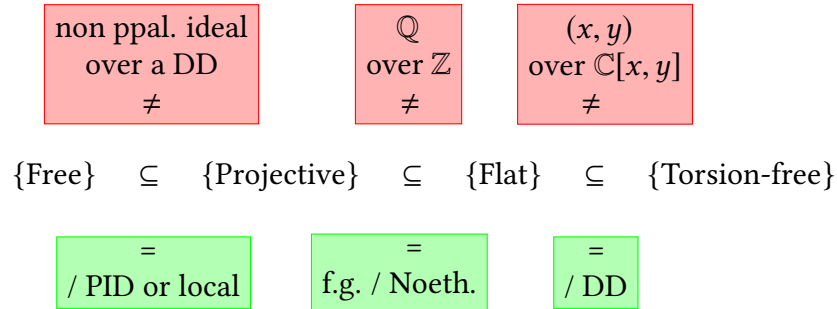 non ppal. ideal
over a DD
≠
ℚ
over ℤ
≠
(x, y)
over ℂ[x, y]
≠
{Free} ⊆ {Projective} ⊆ {Flat} ⊆ {Torsion-free}
=
/ PID or local
=
f.g. / Noeth.
=
/ DD